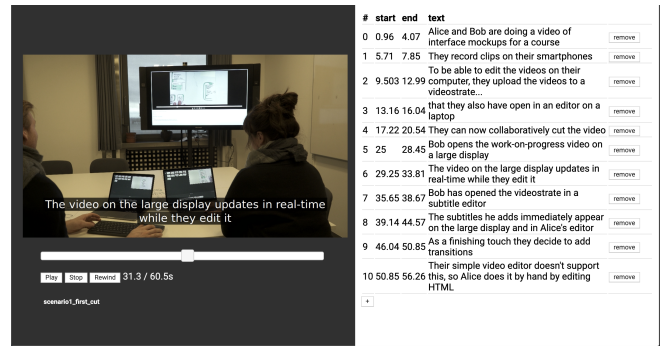 The video on the large display updates in real-time
while they edit it
Play Stop Rewind 31.3 / 60.5s
scenario1_first_cut
# start end text
0 0.96 4.07 Alice and Bob are doing a video of
interface mockups for a course remove
1 5.71 7.85 They record clips on their smartphones remove
2 9.503 12.99 To be able to edit the videos on their
computer, they upload the videos to a
videostrate... remove
3 13.16 16.04 that they also have open in an editor on a
laptop remove
4 17.22 20.54 They can now collaboratively cut the video remove
5 25 28.45 Bob opens the work-on-progress video on
a large display remove
6 29.25 33.81 The video on the large display updates in
real-time while they edit it remove
7 35.65 38.67 Bob has opened the videostrate in a
subtitle editor remove
8 39.14 44.57 The subtitles he adds immediately appear
on the large display and in Alice's editor remove
9 46.04 50.85 As a finishing touch they decide to add
transitions remove
10 50.85 56.26 Their simple video editor doesn't support
this, so Alice does it by hand by editing
HTML remove
+